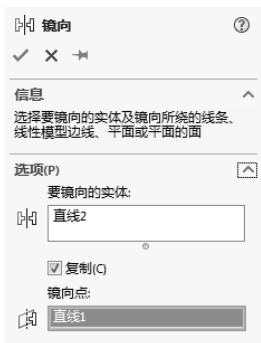 镜向
信息
选择要镜向的实体及镜向所绕的线条、
线性模型边线、平面或平面的面
选项(P)
要镜向的实体:
直线2
复制(C)
镜向点:
直线1